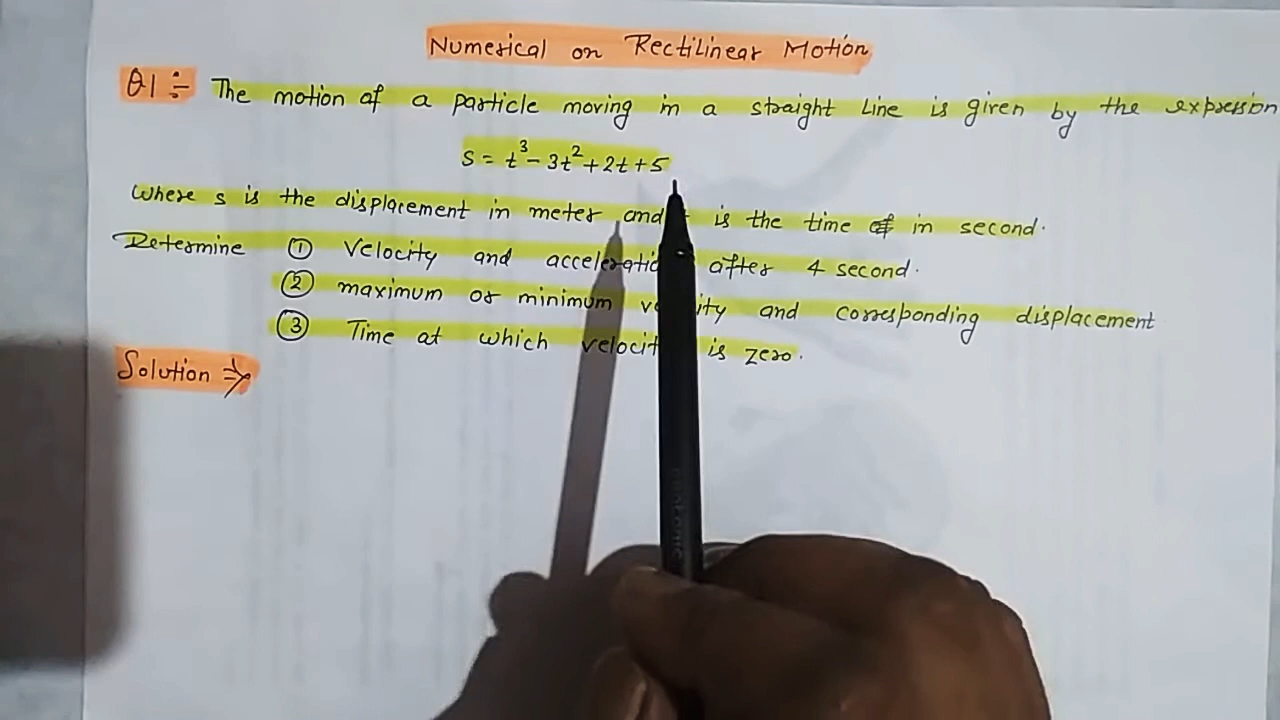 Numerical on Rectilinear Motion
Q1 ÷ The motion of a particle moving in a straight Line is given by the expression
s = t³ - 3t² + 2t + 5
where s is the displacement in meter and is the time in second.
Determine ① Velocity and after 4 second.
② maximum or minimum and corresponding displacement
③ Time at which is zero.
Solution ⇒